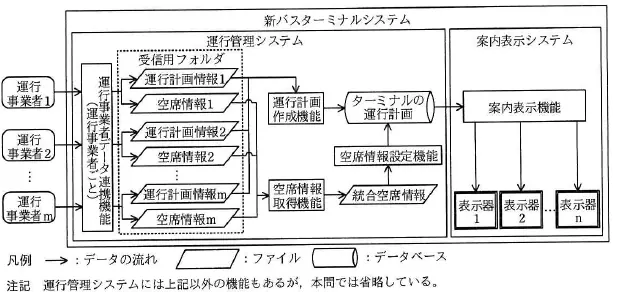 新バスターミナルシステム
運行管理システム
案内表示システム
受信用フォルダ
運行
事業者1
運行
事業者2
⋮
運行
事業者m
運行事業者データ連携機能
(運行事業者ごと)
運行計画情報1
空席情報1
運行計画情報2
空席情報2
⋮
運行計画情報m
空席情報m
運行計画
作成機能
ターミナルの
運行計画
空席情報設定機能
空席情報
取得機能
統合空席情報
案内表示機能
表示器
1
表示器
2
…
表示器
n
凡例 →:データの流れ :ファイル :データベース
注記 運行管理システムには上記以外の機能もあるが,本問では省略している。